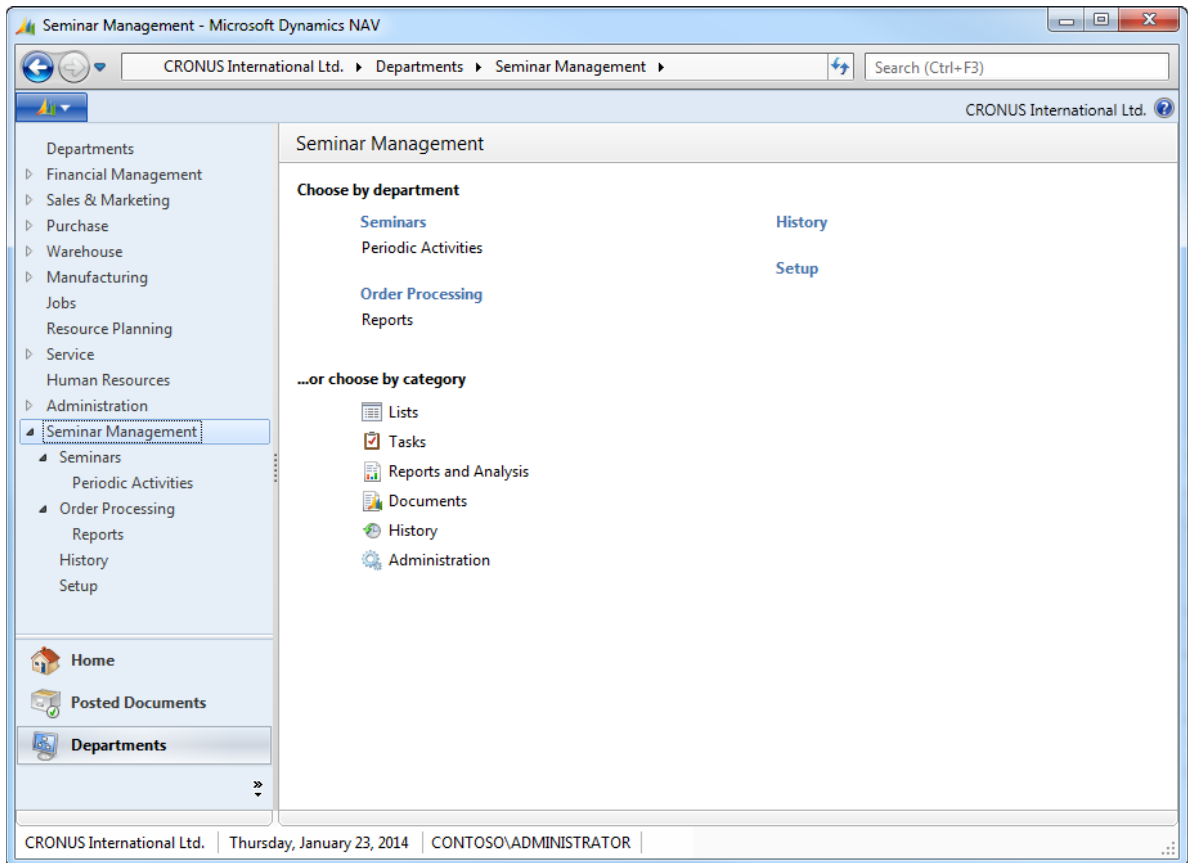 Seminar Management - Microsoft Dynamics NAV
CRONUS International Ltd. Departments Seminar Management
Search (Ctrl+F3)
CRONUS International Ltd.
Departments
Financial Management
Sales & Marketing
Purchase
Warehouse
Manufacturing
Jobs
Resource Planning
Service
Human Resources
Administration
Seminar Management
Seminars
Periodic Activities
Order Processing
Reports
History
Setup
Home
Posted Documents
Departments
Seminar Management
Choose by department
Seminars
Periodic Activities
Order Processing
Reports
History
Setup
...or choose by category
Lists
Tasks
Reports and Analysis
Documents
History
Administration
CRONUS International Ltd. Thursday, January 23, 2014 CONTOSO\ADMINISTRATOR